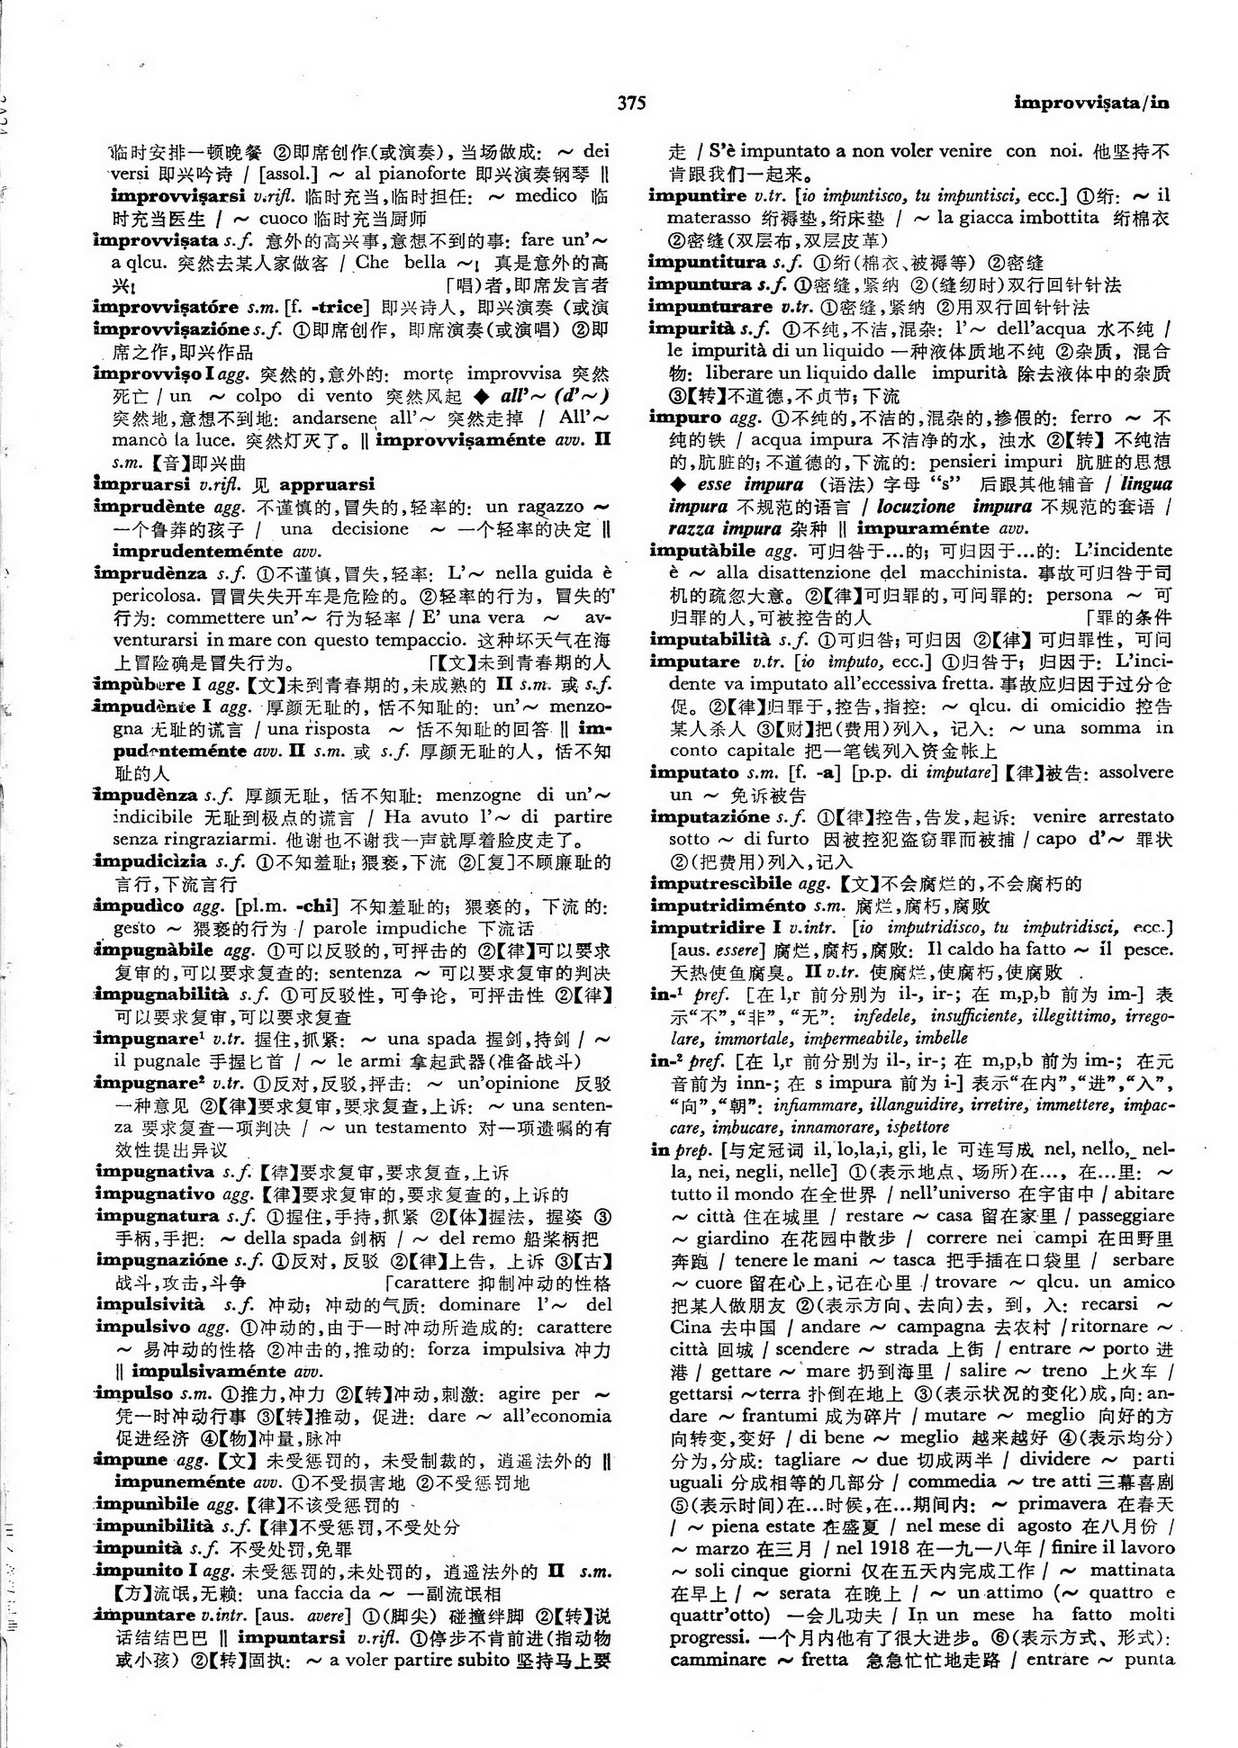 375
improvvisata/in
临时安排一顿晚餐 ②即席创作(或演奏), 当场做成: ~ dei
versi 即兴吟诗 / [assol.] ~ al pianoforte 即兴演奏钢琴 ‖
improvviṣarsi v.rifl. 临时充当,临时担任: ~ medico 临
时充当医生 / ~ cuoco 临时充当厨师
improvviṣata s.f. 意外的高兴事,意想不到的事: fare un'~
a qlcu. 突然去某人家做客 / Che bella ~! 真是意外的高
兴! 「唱)者,即席发言者
improvviṣatóre s.m. [f. -trice] 即兴诗人, 即兴演奏 (或演
improvviṣazióne s.f. ①即席创作, 即席演奏(或演唱) ②即
席之作,即兴作品
improvviṣo I agg. 突然的,意外的: morte improvvisa 突然
死亡 / un ~ colpo di vento 突然风起 ◆ all'~ (d'~)
突然地,意想不到地: andarsene all'~ 突然走掉 / All'~
mancò la luce. 突然灯灭了。‖ improvviṣaménte avv. II
s.m. 【音】即兴曲
impruarsi v.rifl. 见 appruarsi
imprudènte agg. 不谨慎的,冒失的,轻率的: un ragazzo ~
一个鲁莽的孩子 / una decisione ~ 一个轻率的决定 ‖
imprudenteménte avv.
imprudènza s.f. ①不谨慎,冒失,轻率: L'~ nella guida è
pericolosa. 冒冒失失开车是危险的。②轻率的行为, 冒失的
行为: commettere un'~ 行为轻率 / E' una vera ~ av-
venturarsi in mare con questo tempaccio. 这种坏天气在海
上冒险确是冒失行为。 「【文】未到青春期的人
impùbere I agg. 【文】未到青春期的,未成熟的 II s.m. 或 s.f.
impudènte I agg. 厚颜无耻的, 恬不知耻的: un'~ menzo-
gna 无耻的谎言 / una risposta ~ 恬不知耻的回答 ‖ im-
pudenteménte avv. II s.m. 或 s.f. 厚颜无耻的人, 恬不知
耻的人
impudènza s.f. 厚颜无耻, 恬不知耻: menzogne di un'~
indicibile 无耻到极点的谎言 / Ha avuto l'~ di partire
senza ringraziarmi. 他谢也不谢我一声就厚着脸皮走了。
impudicìzia s.f. ①不知羞耻; 猥亵, 下流 ②[复]不顾廉耻的
言行,下流言行
impudìco agg. [pl.m. -chi] 不知羞耻的; 猥亵的, 下流的:
gesto ~ 猥亵的行为 / parole impudiche 下流话
impugnàbile agg. ①可以反驳的,可抨击的 ②【律】可以要求
复审的,可以要求复查的: sentenza ~ 可以要求复审的判决
impugnabilità s.f. ①可反驳性, 可争论, 可抨击性 ②【律】
可以要求复审,可以要求复查
impugnare¹ v.tr. 握住,抓紧: ~ una spada 握剑,持剑 / ~
il pugnale 手握匕首 / ~ le armi 拿起武器(准备战斗)
impugnare² v.tr. ①反对,反驳,抨击: ~ un'opinione 反驳
一种意见 ②【律】要求复审,要求复查,上诉: ~ una senten-
za 要求复查一项判决 / ~ un testamento 对一项遗嘱的有
效性提出异议
impugnativa s.f. 【律】要求复审,要求复查,上诉
impugnativo agg. 【律】要求复审的,要求复查的,上诉的
impugnatura s.f. ①握住,手持,抓紧 ②【体】握法, 握姿 ③
手柄,手把: ~ della spada 剑柄 / ~ del remo 船桨柄把
impugnazióne s.f. ①反对, 反驳 ②【律】上告, 上诉 ③【古】
战斗,攻击,斗争 「carattere 抑制冲动的性格
impulsività s.f. 冲动; 冲动的气质: dominare l'~ del
impulsivo agg. ①冲动的,由于一时冲动所造成的: carattere
~ 易冲动的性格 ②冲击的,推动的: forza impulsiva 冲力
‖ impulsivaménte avv.
impulso s.m. ①推力,冲力 ②【转】冲动,刺激: agire per ~
凭一时冲动行事 ③【转】推动, 促进: dare ~ all'economia
促进经济 ④【物】冲量,脉冲
impune agg. 【文】未受惩罚的, 未受制裁的, 逍遥法外的 ‖
impuneménte avv. ①不受损害地 ②不受惩罚地
impunìbile agg. 【律】不该受惩罚的
impunibilità s.f. 【律】不受惩罚,不受处分
impunità s.f. 不受处罚,免罪
impunito I agg. 未受惩罚的,未处罚的, 逍遥法外的 II s.m.
【方】流氓,无赖: una faccia da ~ 一副流氓相
impuntare v.intr. [aus. avere] ①(脚尖) 碰撞绊脚 ②【转】说
话结结巴巴 ‖ impuntarsi v.rifl. ①停步不肯前进(指动物
或小孩) ②【转】固执: ~ a voler partire subito 坚持马上要
走 / S'è impuntato a non voler venire con noi. 他坚持不
肯跟我们一起来。
impuntire v.tr. [io impuntisco, tu impuntisci, ecc.] ①绗: ~ il
materasso 绗褥垫,绗床垫 / ~ la giacca imbottita 绗棉衣
②密缝(双层布,双层皮革)
impuntitura s.f. ①绗(棉衣、被褥等) ②密缝
impuntura s.f. ①密缝,紧纳 ②(缝纫时)双行回针针法
impunturare v.tr. ①密缝,紧纳 ②用双行回针针法
impurità s.f. ①不纯,不洁,混杂: l'~ dell'acqua 水不纯 /
le impurità di un liquido 一种液体质地不纯 ②杂质, 混合
物: liberare un liquido dalle impurità 除去液体中的杂质
③【转】不道德,不贞节;下流
impuro agg. ①不纯的,不洁的,混杂的,掺假的: ferro ~ 不
纯的铁 / acqua impura 不洁净的水, 浊水 ②【转】不纯洁
的,肮脏的;不道德的,下流的: pensieri impuri 肮脏的思想
◆ esse impura (语法) 字母 “s” 后跟其他辅音 / lingua
impura 不规范的语言 / locuzione impura 不规范的套语 /
razza impura 杂种 ‖ impuraménte avv.
imputàbile agg. 可归咎于…的; 可归因于…的: L'incidente
è ~ alla disattenzione del macchinista. 事故可归咎于司
机的疏忽大意。②【律】可归罪的,可问罪的: persona ~ 可
归罪的人,可被控告的人 「罪的条件
imputabilità s.f. ①可归咎; 可归因 ②【律】可归罪性, 可问
imputare v.tr. [io imputo, ecc.] ①归咎于; 归因于: L'inci-
dente va imputato all'eccessiva fretta. 事故应归因于过分仓
促。②【律】归罪于,控告,指控: ~ qlcu. di omicidio 控告
某人杀人 ③【财】把(费用)列入, 记入: ~ una somma in
conto capitale 把一笔钱列入资金帐上
imputato s.m. [f. -a] [p.p. di imputare] 【律】被告: assolvere
un ~ 免诉被告
imputazióne s.f. ①【律】控告,告发,起诉: venire arrestato
sotto ~ di furto 因被控犯盗窃罪而被捕 / capo d'~ 罪状
②(把费用)列入,记入
imputrescìbile agg. 【文】不会腐烂的,不会腐朽的
imputridiménto s.m. 腐烂,腐朽,腐败
imputridire I v.intr. [io imputridisco, tu imputridisci, ecc.]
[aus. essere] 腐烂,腐朽,腐败: Il caldo ha fatto ~ il pesce.
天热使鱼腐臭。II v.tr. 使腐烂,使腐朽,使腐败
in-¹ pref. [在 l,r 前分别为 il-, ir-; 在 m,p,b 前为 im-] 表
示“不”,“非”, “无”: infedele, insufficiente, illegittimo, irrego-
lare, immortale, impermeabile, imbelle
in-² pref. [在 l,r 前分别为 il-, ir-; 在 m,p,b 前为 im-; 在元
音前为 inn-; 在 s impura 前为 i-] 表示“在内”,“进”,“入”,
“向”,“朝”: infiammare, illanguidire, irretire, immettere, impac-
care, imbucare, innamorare, ispettore
in prep. [与定冠词 il, lo,la,i, gli, le 可连写成 nel, nello, nel-
la, nei, negli, nelle] ①(表示地点、场所)在…, 在…里: ~
tutto il mondo 在全世界 / nell'universo 在宇宙中 / abitare
~ città 住在城里 / restare ~ casa 留在家里 / passeggiare
~ giardino 在花园中散步 / correre nei campi 在田野里
奔跑 / tenere le mani ~ tasca 把手插在口袋里 / serbare
~ cuore 留在心上,记在心里 / trovare ~ qlcu. un amico
把某人做朋友 ②(表示方向、去向)去, 到, 入: recarsi ~
Cina 去中国 / andare ~ campagna 去农村 / ritornare ~
città 回城 / scendere ~ strada 上街 / entrare ~ porto 进
港 / gettare ~ mare 扔到海里 / salire ~ treno 上火车 /
gettarsi ~ terra 扑倒在地上 ③(表示状况的变化)成,向: an-
dare ~ frantumi 成为碎片 / mutare ~ meglio 向好的方
向转变,变好 / di bene ~ meglio 越来越好 ④(表示均分)
分为,分成: tagliare ~ due 切成两半 / dividere ~ parti
uguali 分成相等的几部分 / commedia ~ tre atti 三幕喜剧
⑤(表示时间)在…时候,在…期间内: ~ primavera 在春天
/ ~ piena estate 在盛夏 / nel mese di agosto 在八月份 /
~ marzo 在三月 / nel 1918 在一九一八年 / finire il lavoro
~ soli cinque giorni 仅在五天内完成工作 / ~ mattinata
在早上 / ~ serata 在晚上 / ~ un attimo (~ quattro e
quattr'otto) 一会儿功夫 / In un mese ha fatto molti
progressi. 一个月内他有了很大进步。⑥(表示方式、形式):
camminare ~ fretta 急急忙忙地走路 / entrare ~ punta